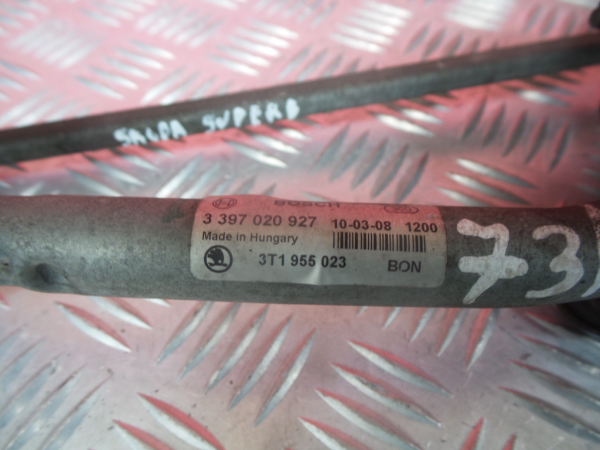 SALPA SUPERB
BOSCH
3 397 020 927 10-03-08 1200
Made in Hungary
3T1 955 023 BON
73